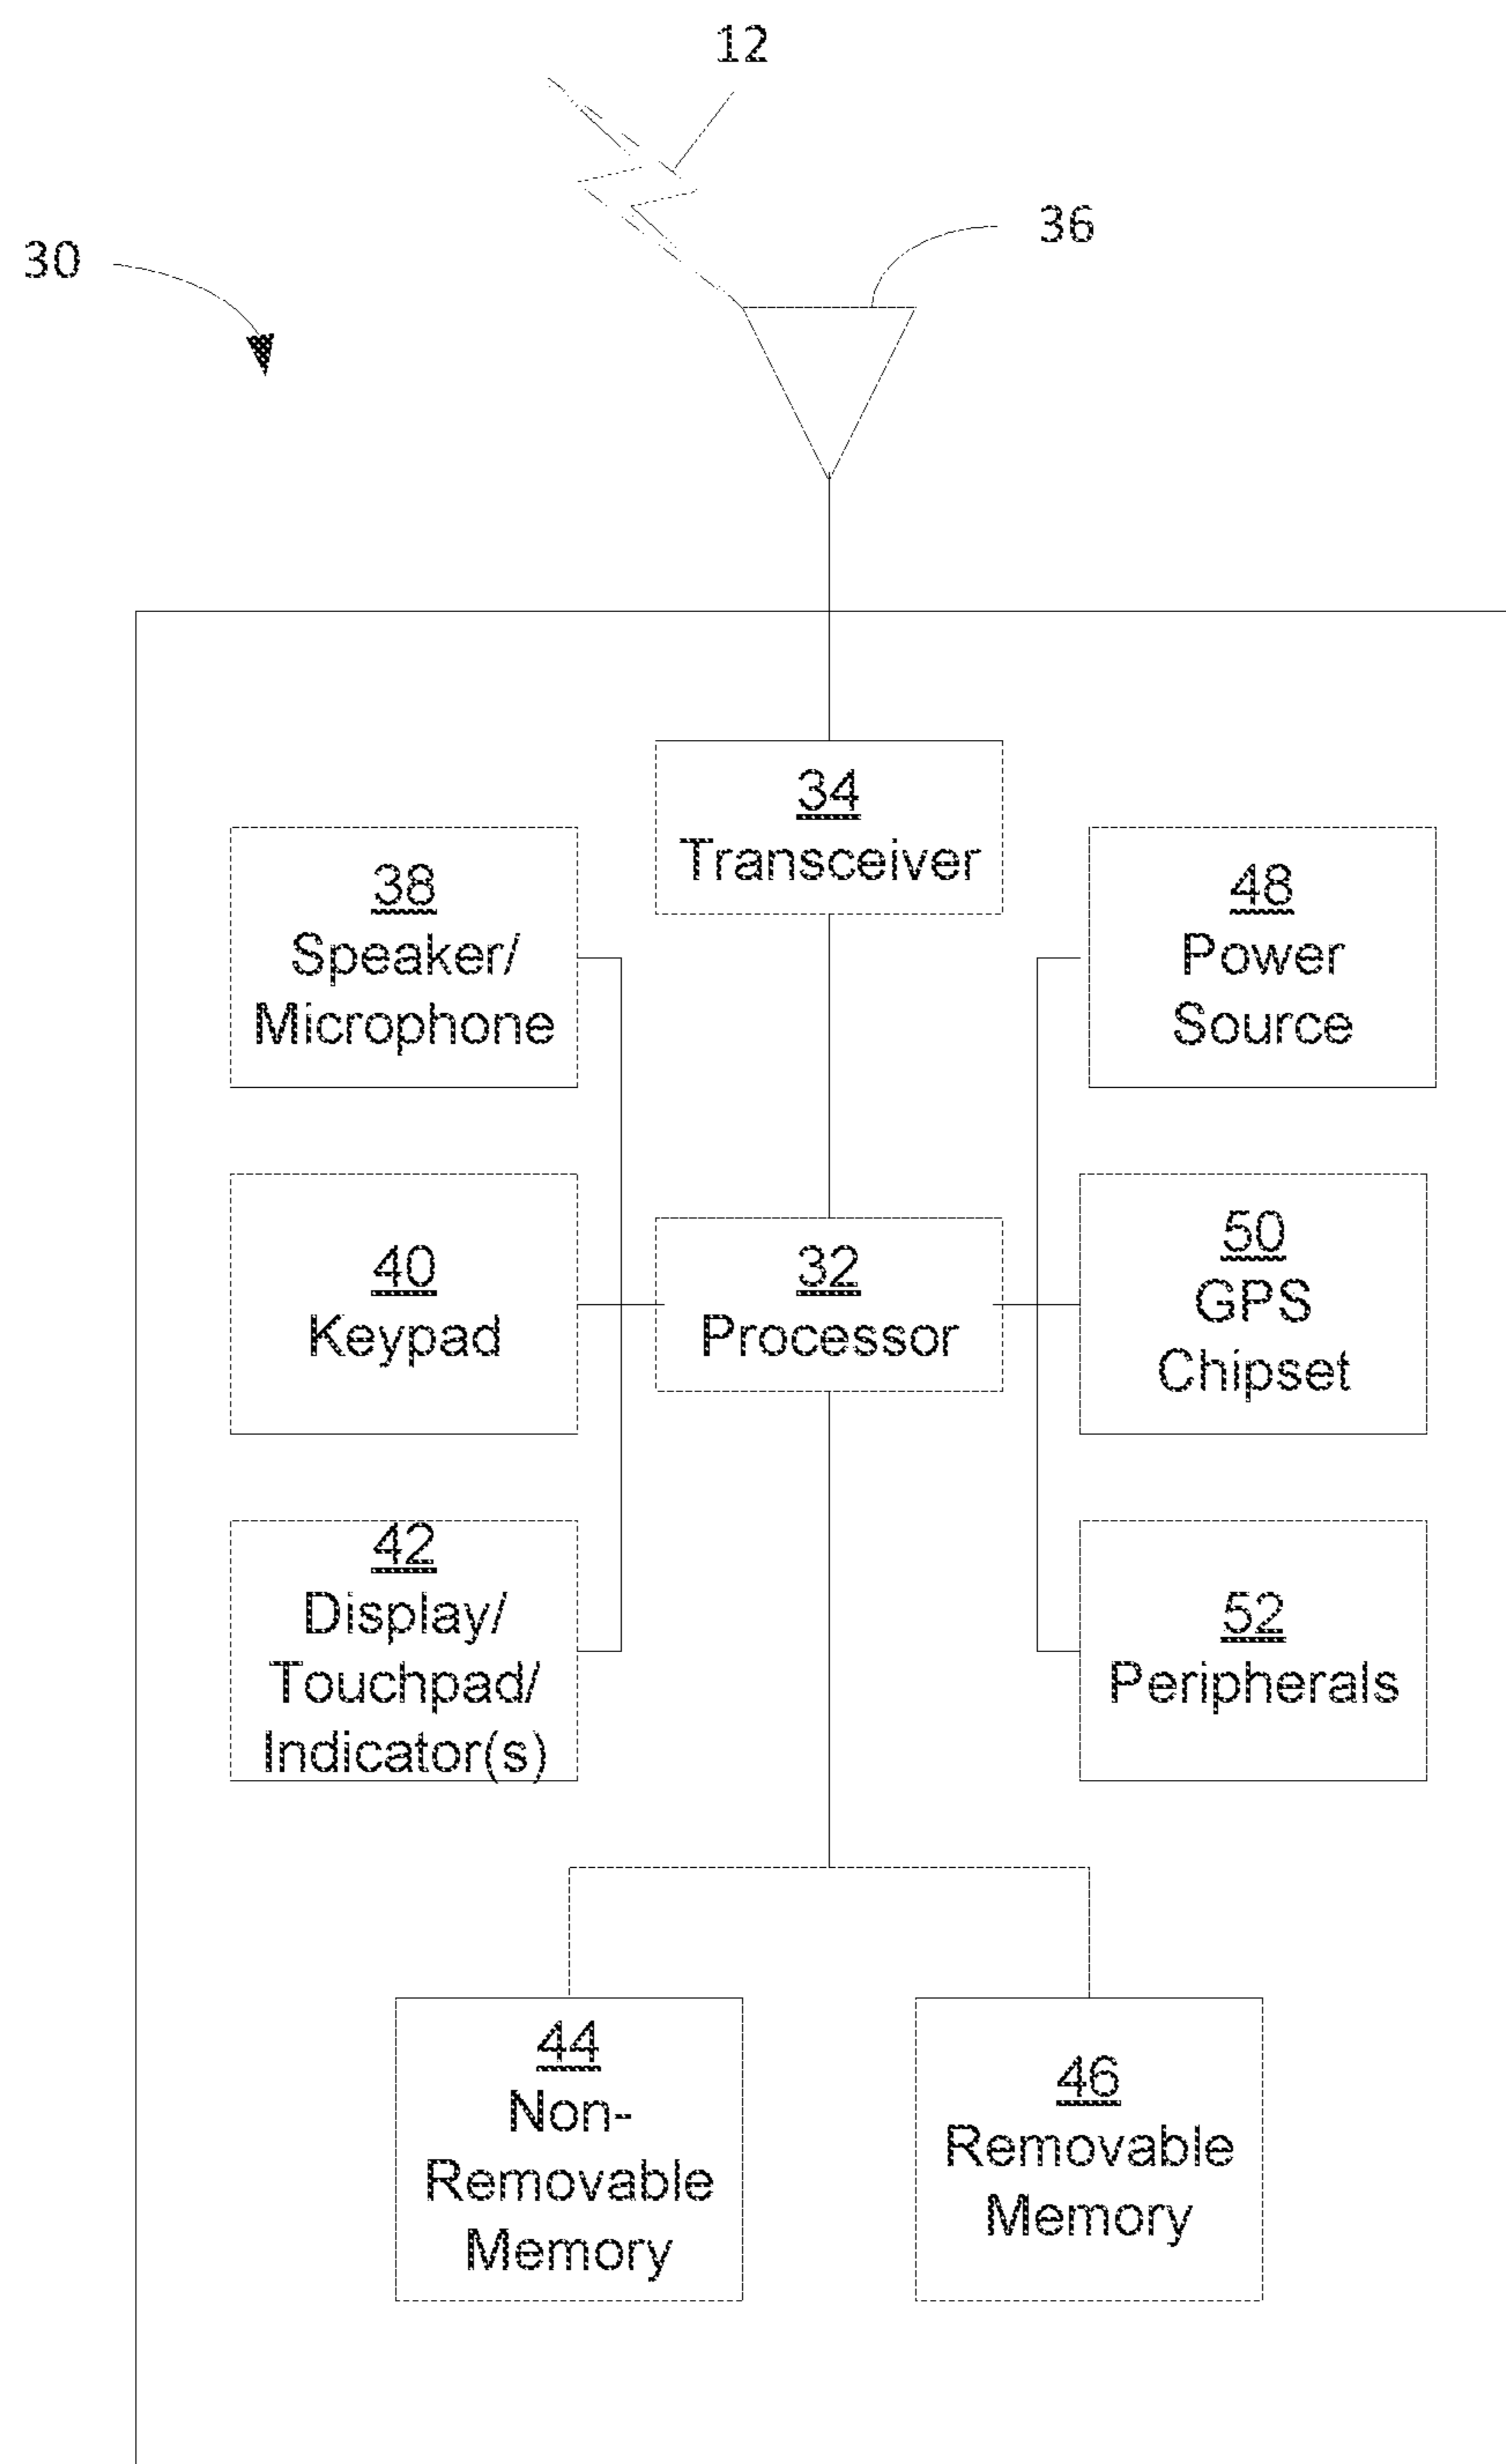 12
36
30
34
Transceiver
38
Speaker/
Microphone
48
Power
Source
40
Keypad
32
Processor
50
GPS
Chipset
42
Display/
Touchpad/
Indicator(s)
52
Peripherals
44
Non-
Removable
Memory
46
Removable
Memory